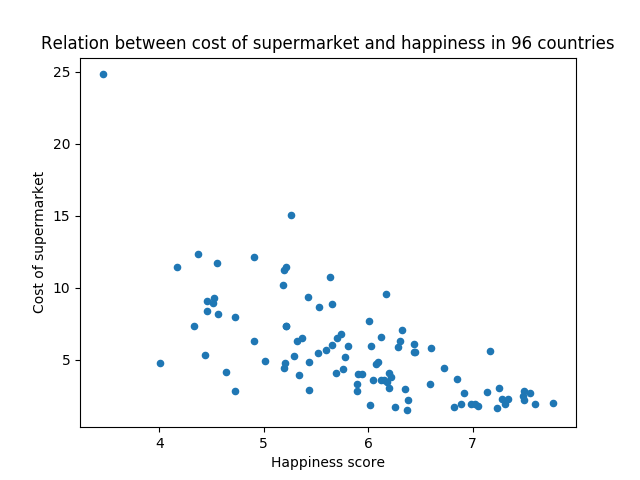 Relation between cost of supermarket and happiness in 96 countries
25
20
15
10
5
Cost of supermarket
4 5 6 7
Happiness score